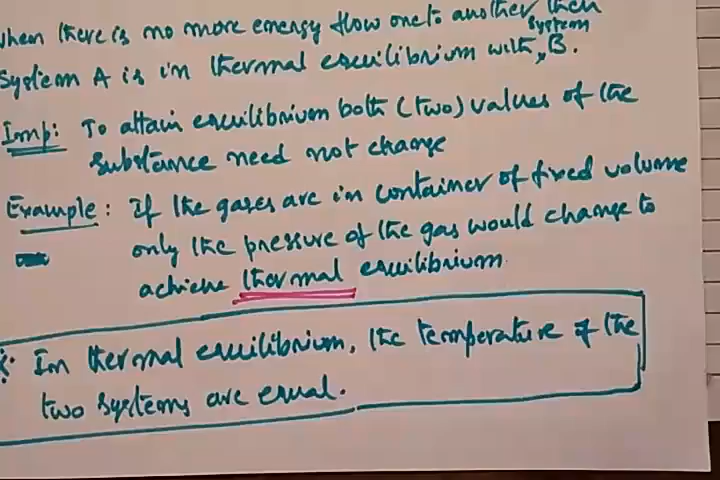 when there is no more energy flow one to another then
System A is in thermal equilibrium with system B.
Imp: To attain equilibrium both (two) values of the
substance need not change
Example: If the gases are in container of fixed volume
only the pressure of the gas would change to
achieve thermal equilibrium.
In thermal equilibrium, the temperature of the
two systems are equal.